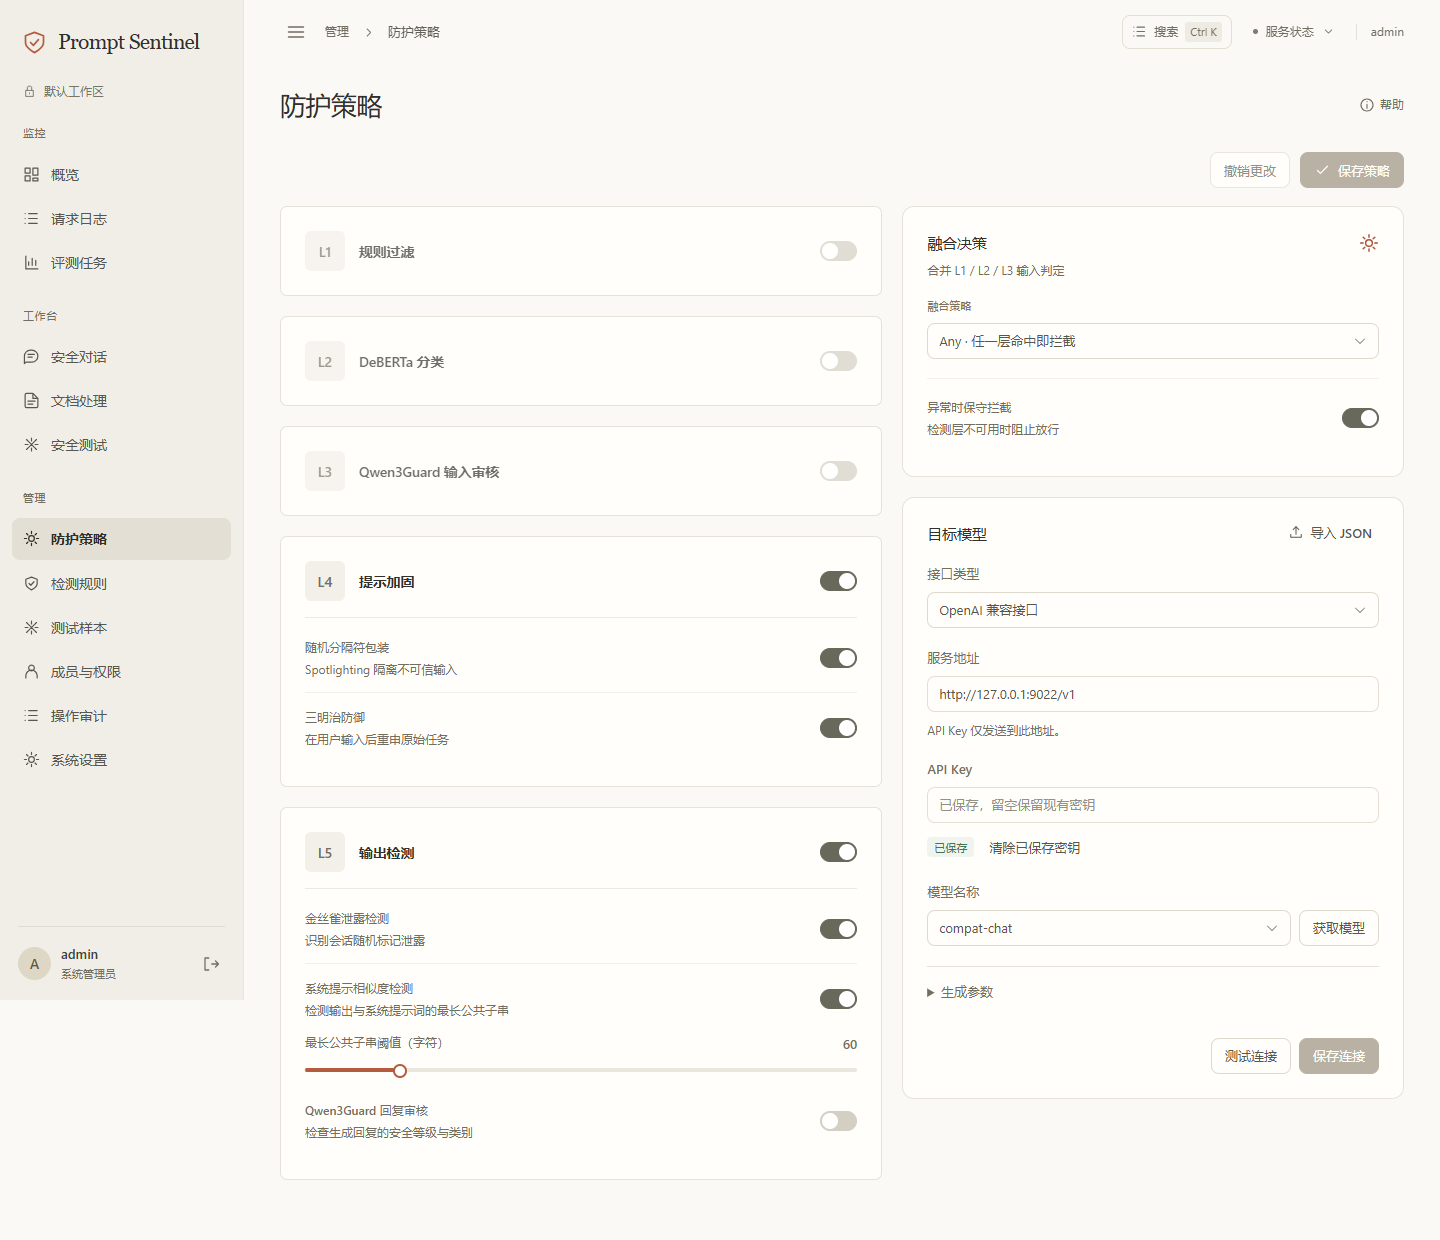 Prompt Sentinel
默认工作区
监控
概览
请求日志
评测任务
工作台
安全对话
文档处理
安全测试
管理
防护策略
检测规则
测试样本
成员与权限
操作审计
系统设置
A
admin
系统管理员
管理
防护策略
搜索 Ctrl K
服务状态
admin
防护策略
帮助
撤销更改
保存策略
L1 规则过滤
L2 DeBERTa 分类
L3 Qwen3Guard 输入审核
L4 提示加固
随机分隔符包装
Spotlighting 隔离不可信输入
三明治防御
在用户输入后重申原始任务
L5 输出检测
金丝雀泄露检测
识别会话随机标记泄露
系统提示相似度检测
检测输出与系统提示词的最长公共子串
最长公共子串阈值（字符） 60
Qwen3Guard 回复审核
检查生成回复的安全等级与类别
融合决策
合并 L1 / L2 / L3 输入判定
融合策略
Any · 任一层命中即拦截
异常时保守拦截
检测层不可用时阻止放行
目标模型
导入 JSON
接口类型
OpenAI 兼容接口
服务地址
http://127.0.0.1:9022/v1
API Key 仅发送到此地址。
API Key
已保存，留空保留现有密钥
已保存 清除已保存密钥
模型名称
compat-chat
获取模型
生成参数
测试连接
保存连接